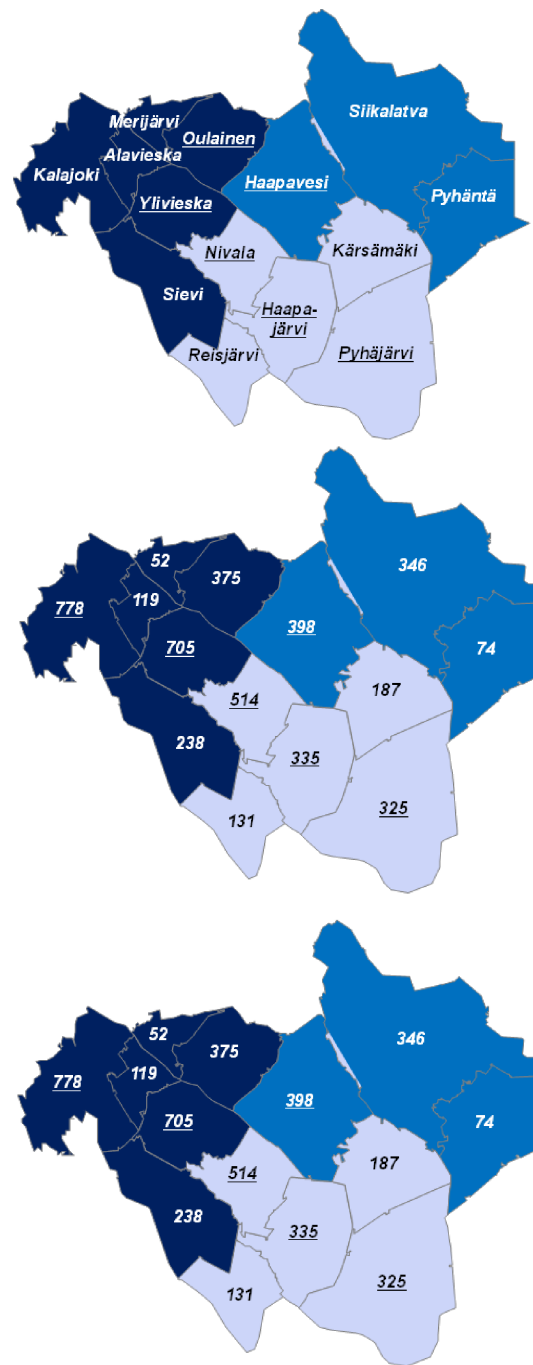 Siikalatva
Merijärvi
Oulainen
Alavieska
Kalajoki
Haapavesi
Pyhäntä
Ylivieska
Nivala
Kärsämäki
Sievi
Haapa-
järvi
Reisjärvi
Pyhäjärvi
52
375
346
778
119
398
705
74
514
187
238
335
325
131
52
375
346
778
119
398
705
74
514
187
238
335
325
131